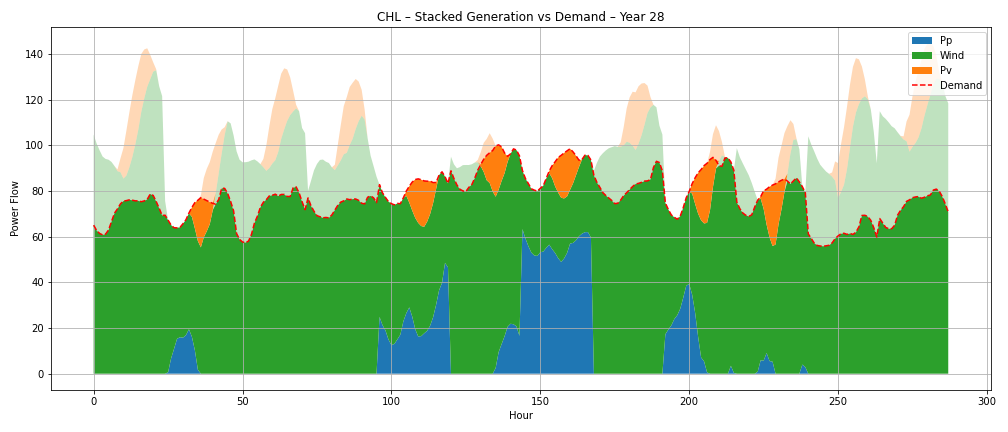 CHL – Stacked Generation vs Demand – Year 28
Pp
Wind
Pv
Demand
Power Flow
140
120
100
80
60
40
20
0
0 50 100 150 200 250 300
Hour